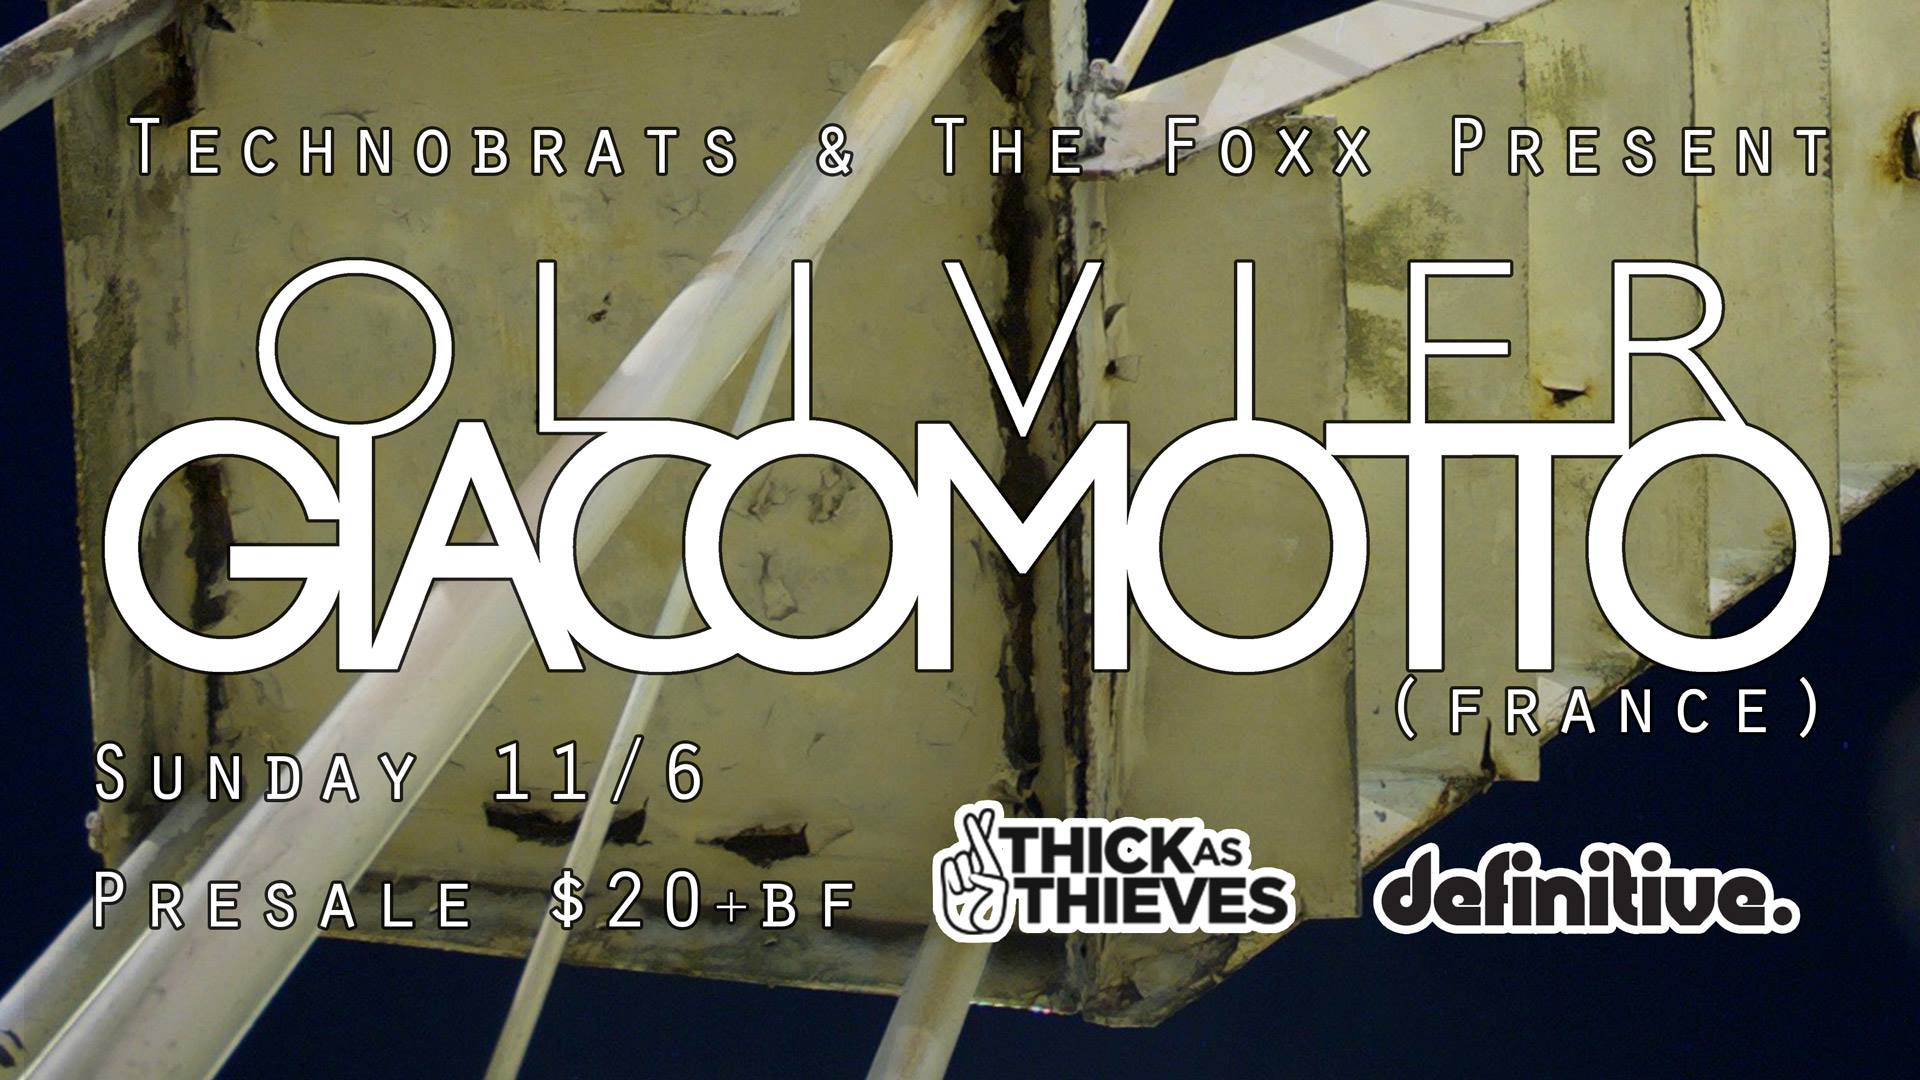 Technobrats & The Foxx Present
OLIVIER
GIACOMOTTO
(FRANCE)
Sunday 11/6
Presale $20+BF
THICK AS
THIEVES
definitive.